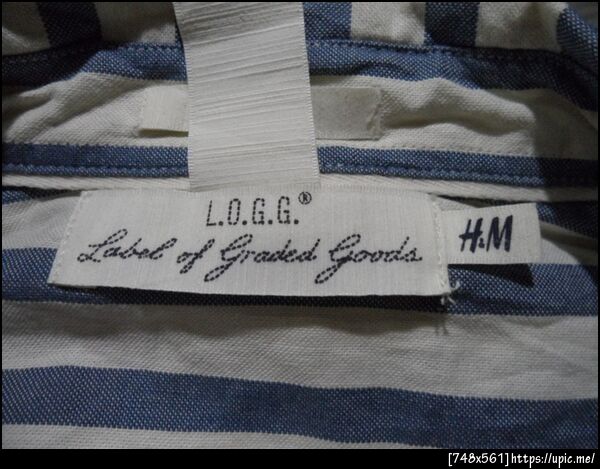 L.O.G.G.®
Label of Graded Goods
H&M
[748x561]https://upic.me/